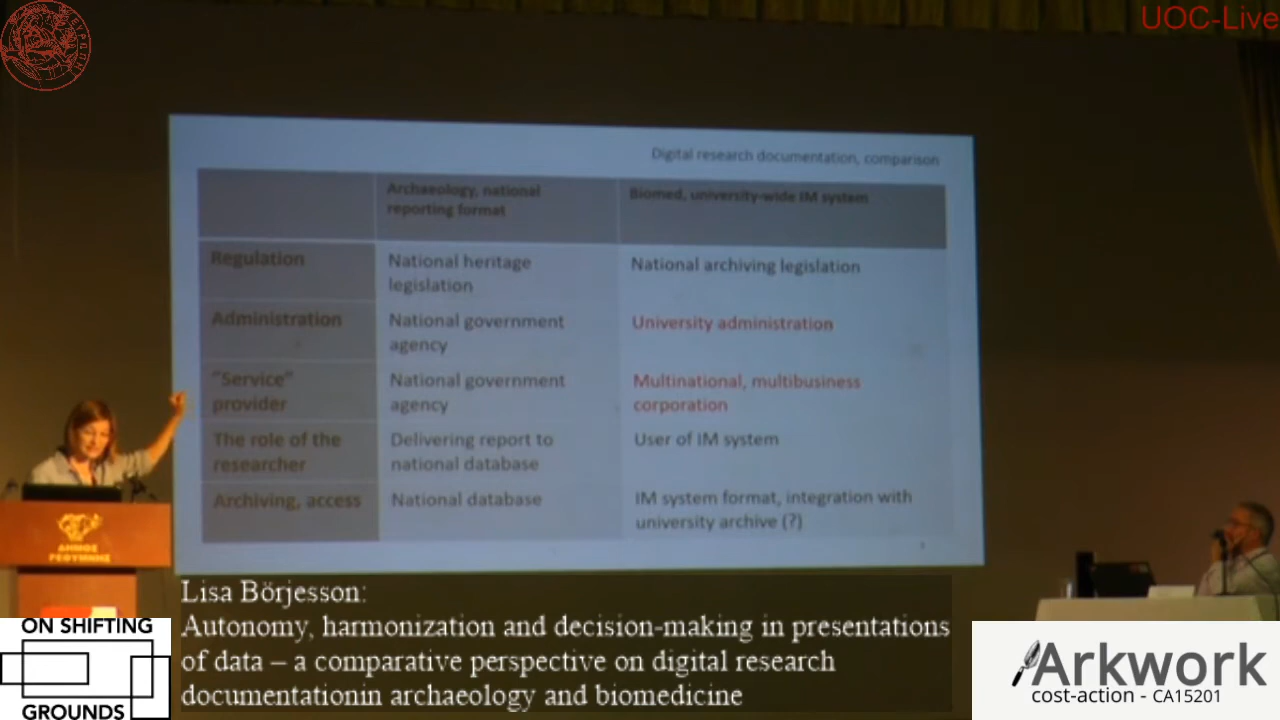 UOC-Live
Digital research documentation, comparison
Archaeology, national
reporting format
Biomed, university-wide IM system
Regulation
National heritage
legislation
National archiving legislation
Administration
National government
agency
University administration
"Service"
provider
National government
agency
Multinational, multibusiness
corporation
The role of the
researcher
Delivering report to
national database
User of IM system
Archiving, access
National database
IM system format, integration with
university archive (?)
ΔΗΜΟΣ
ΡΕΘΥΜΝΗΣ
Lisa Börjesson:
Autonomy, harmonization and decision-making in presentations
of data – a comparative perspective on digital research
documentationin archaeology and biomedicine
ON SHIFTING
GROUNDS
Arkwork
cost-action - CA15201